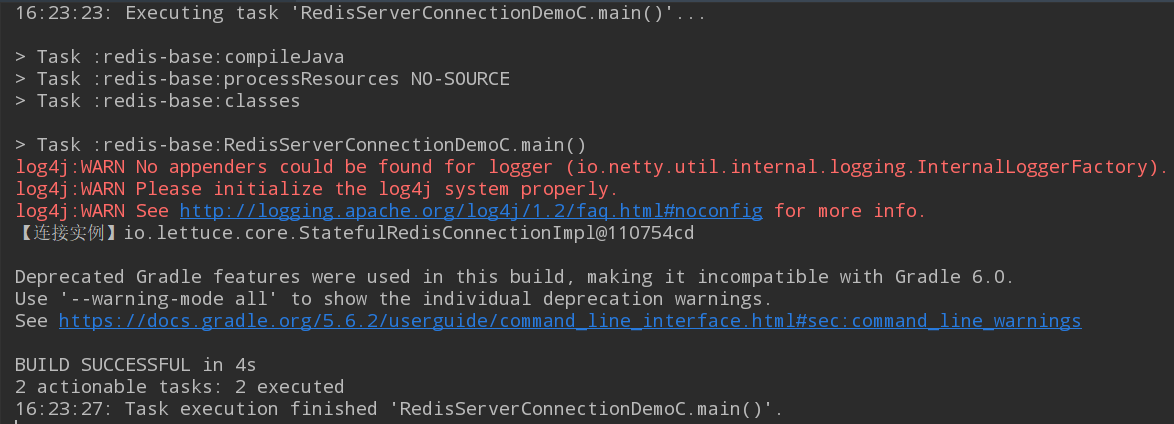 16:23:23: Executing task 'RedisServerConnectionDemoC.main()'...
> Task :redis-base:compileJava
> Task :redis-base:processResources NO-SOURCE
> Task :redis-base:classes
> Task :redis-base:RedisServerConnectionDemoC.main()
log4j:WARN No appenders could be found for logger (io.netty.util.internal.logging.InternalLoggerFactory).
log4j:WARN Please initialize the log4j system properly.
log4j:WARN See http://logging.apache.org/log4j/1.2/faq.html#noconfig for more info.
【连接实例】io.lettuce.core.StatefulRedisConnectionImpl@110754cd
Deprecated Gradle features were used in this build, making it incompatible with Gradle 6.0.
Use '--warning-mode all' to show the individual deprecation warnings.
See https://docs.gradle.org/5.6.2/userguide/command_line_interface.html#sec:command_line_warnings
BUILD SUCCESSFUL in 4s
2 actionable tasks: 2 executed
16:23:27: Task execution finished 'RedisServerConnectionDemoC.main()'.